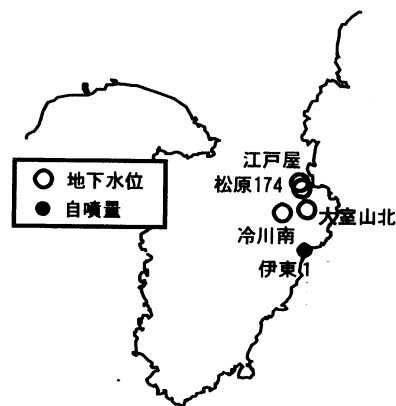 江戸屋
松原174
地下水位
自噴量
大室山北
冷川南
伊東1